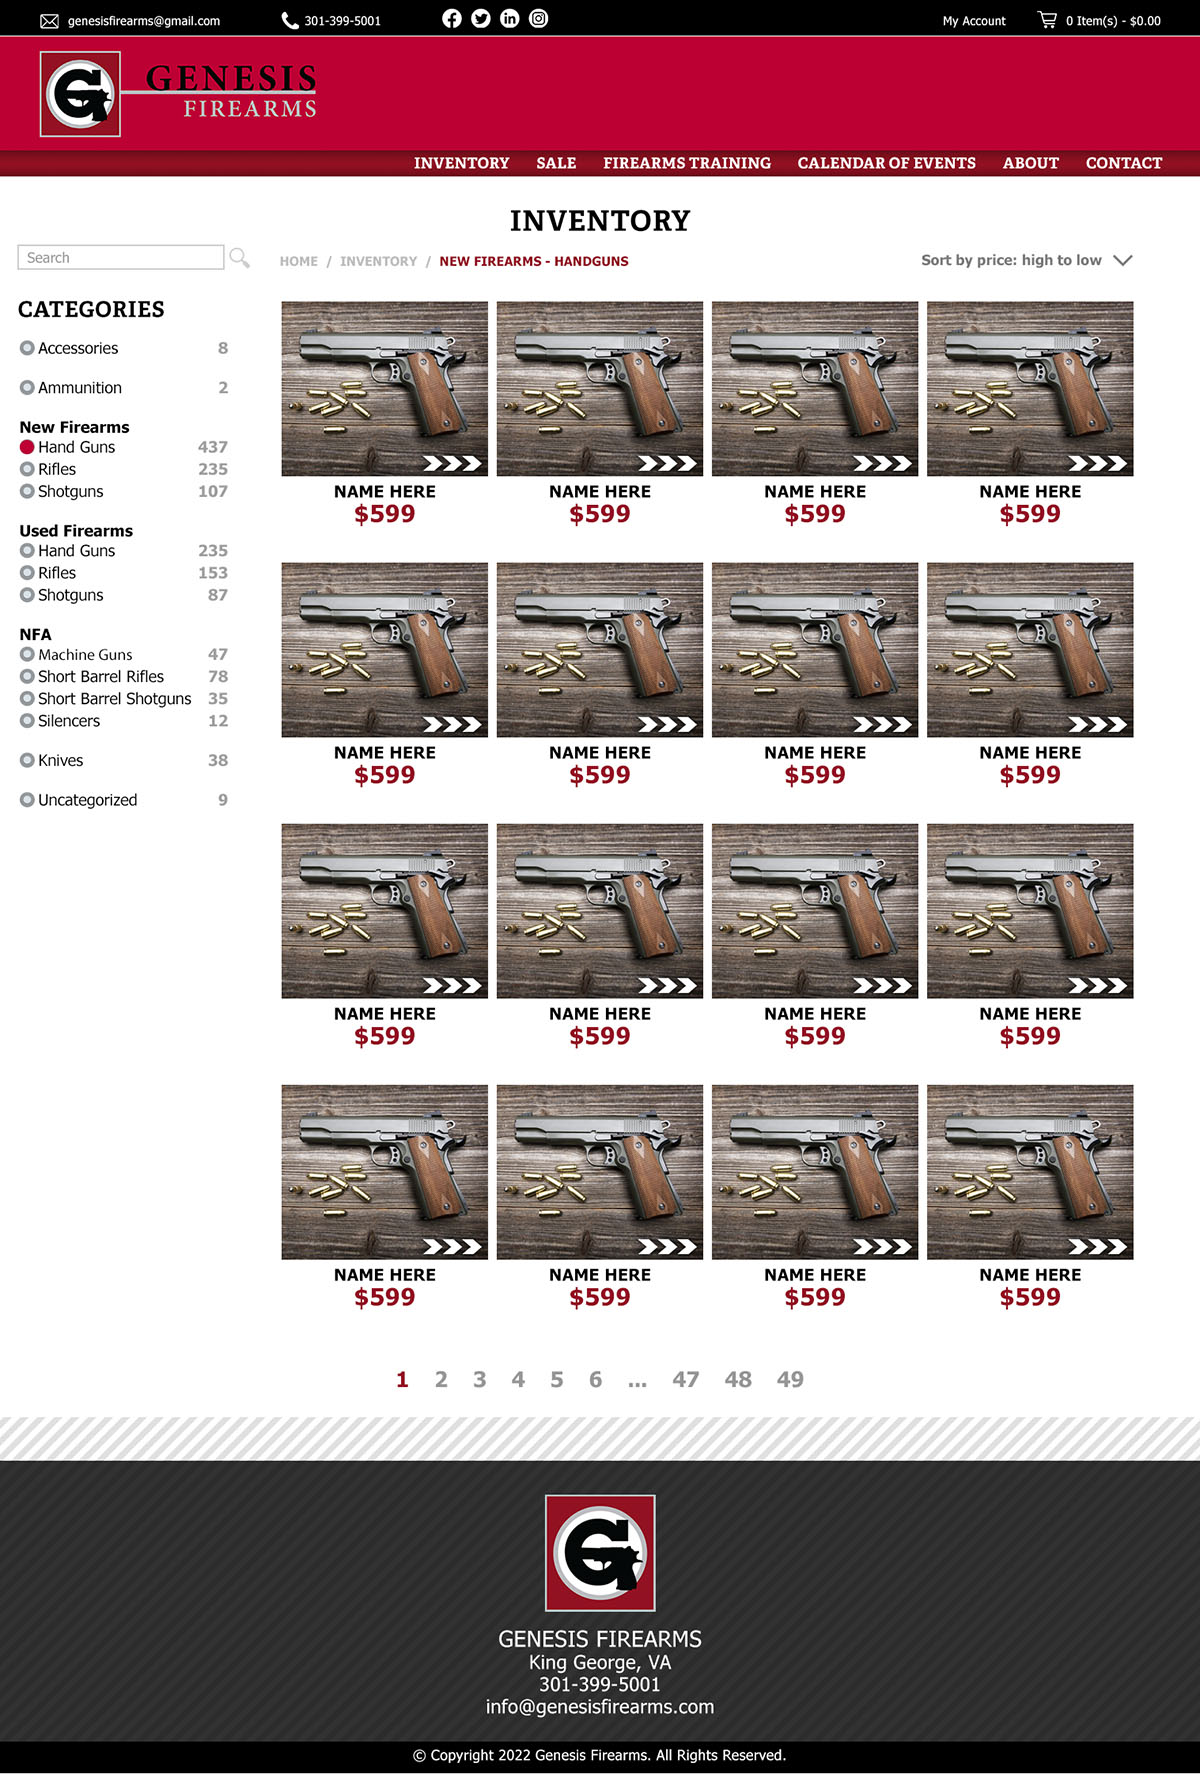 genesisfirearms@gmail.com 301-399-5001 My Account 0 Item(s) - $0.00
G GENESIS
FIREARMS
INVENTORY SALE FIREARMS TRAINING CALENDAR OF EVENTS ABOUT CONTACT
INVENTORY
Search
HOME / INVENTORY / NEW FIREARMS - HANDGUNS
Sort by price: high to low
CATEGORIES
Accessories 8
Ammunition 2
New Firearms
Hand Guns 437
Rifles 235
Shotguns 107
Used Firearms
Hand Guns 235
Rifles 153
Shotguns 87
NFA
Machine Guns 47
Short Barrel Rifles 78
Short Barrel Shotguns 35
Silencers 12
Knives 38
Uncategorized 9
NAME HERE NAME HERE NAME HERE NAME HERE
$599 $599 $599 $599
NAME HERE NAME HERE NAME HERE NAME HERE
$599 $599 $599 $599
NAME HERE NAME HERE NAME HERE NAME HERE
$599 $599 $599 $599
NAME HERE NAME HERE NAME HERE NAME HERE
$599 $599 $599 $599
1 2 3 4 5 6 ... 47 48 49
G
GENESIS FIREARMS
King George, VA
301-399-5001
info@genesisfirearms.com
© Copyright 2022 Genesis Firearms. All Rights Reserved.